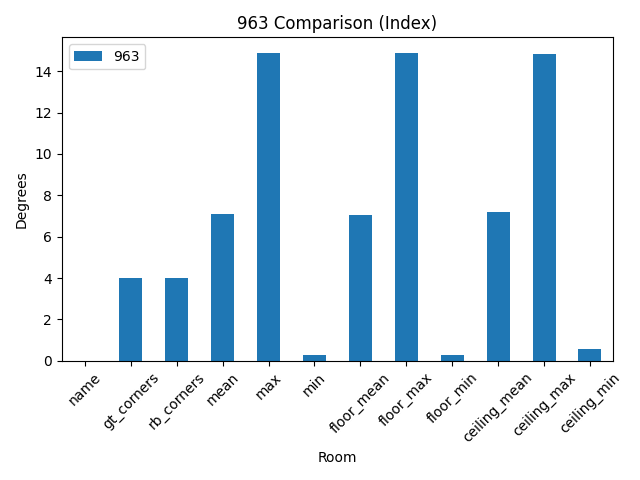 963 Comparison (Index)
963
Degrees
14
12
10
8
6
4
2
0
name
gt_corners
rb_corners
mean
max
min
floor_mean
floor_max
floor_min
ceiling_mean
ceiling_max
ceiling_min
Room